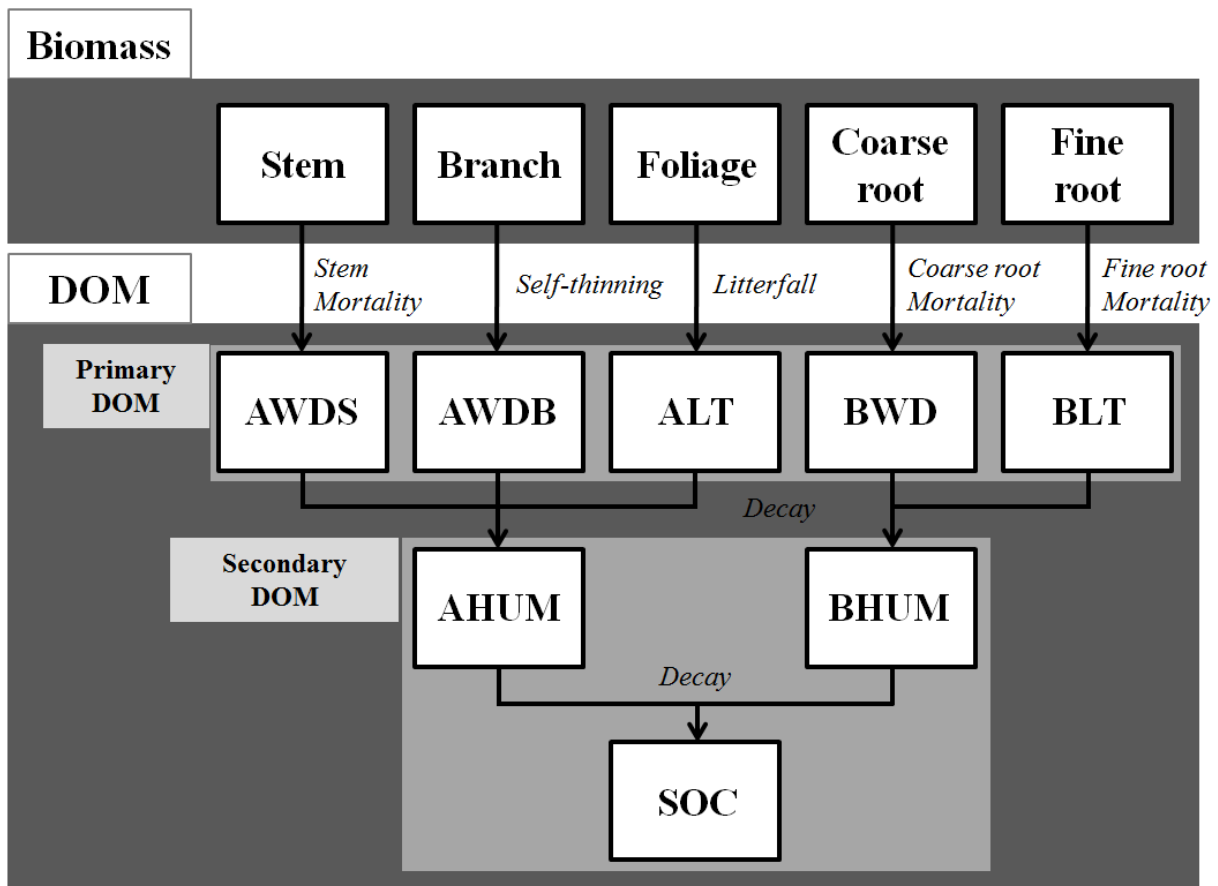 Biomass
Stem
Branch
Foliage
Coarse
root
Fine
root
DOM
Stem
Mortality
Self-thinning
Litterfall
Coarse root
Mortality
Fine root
Mortality
Primary
DOM
AWDS
AWDB
ALT
BWD
BLT
Decay
Secondary
DOM
AHUM
BHUM
Decay
SOC